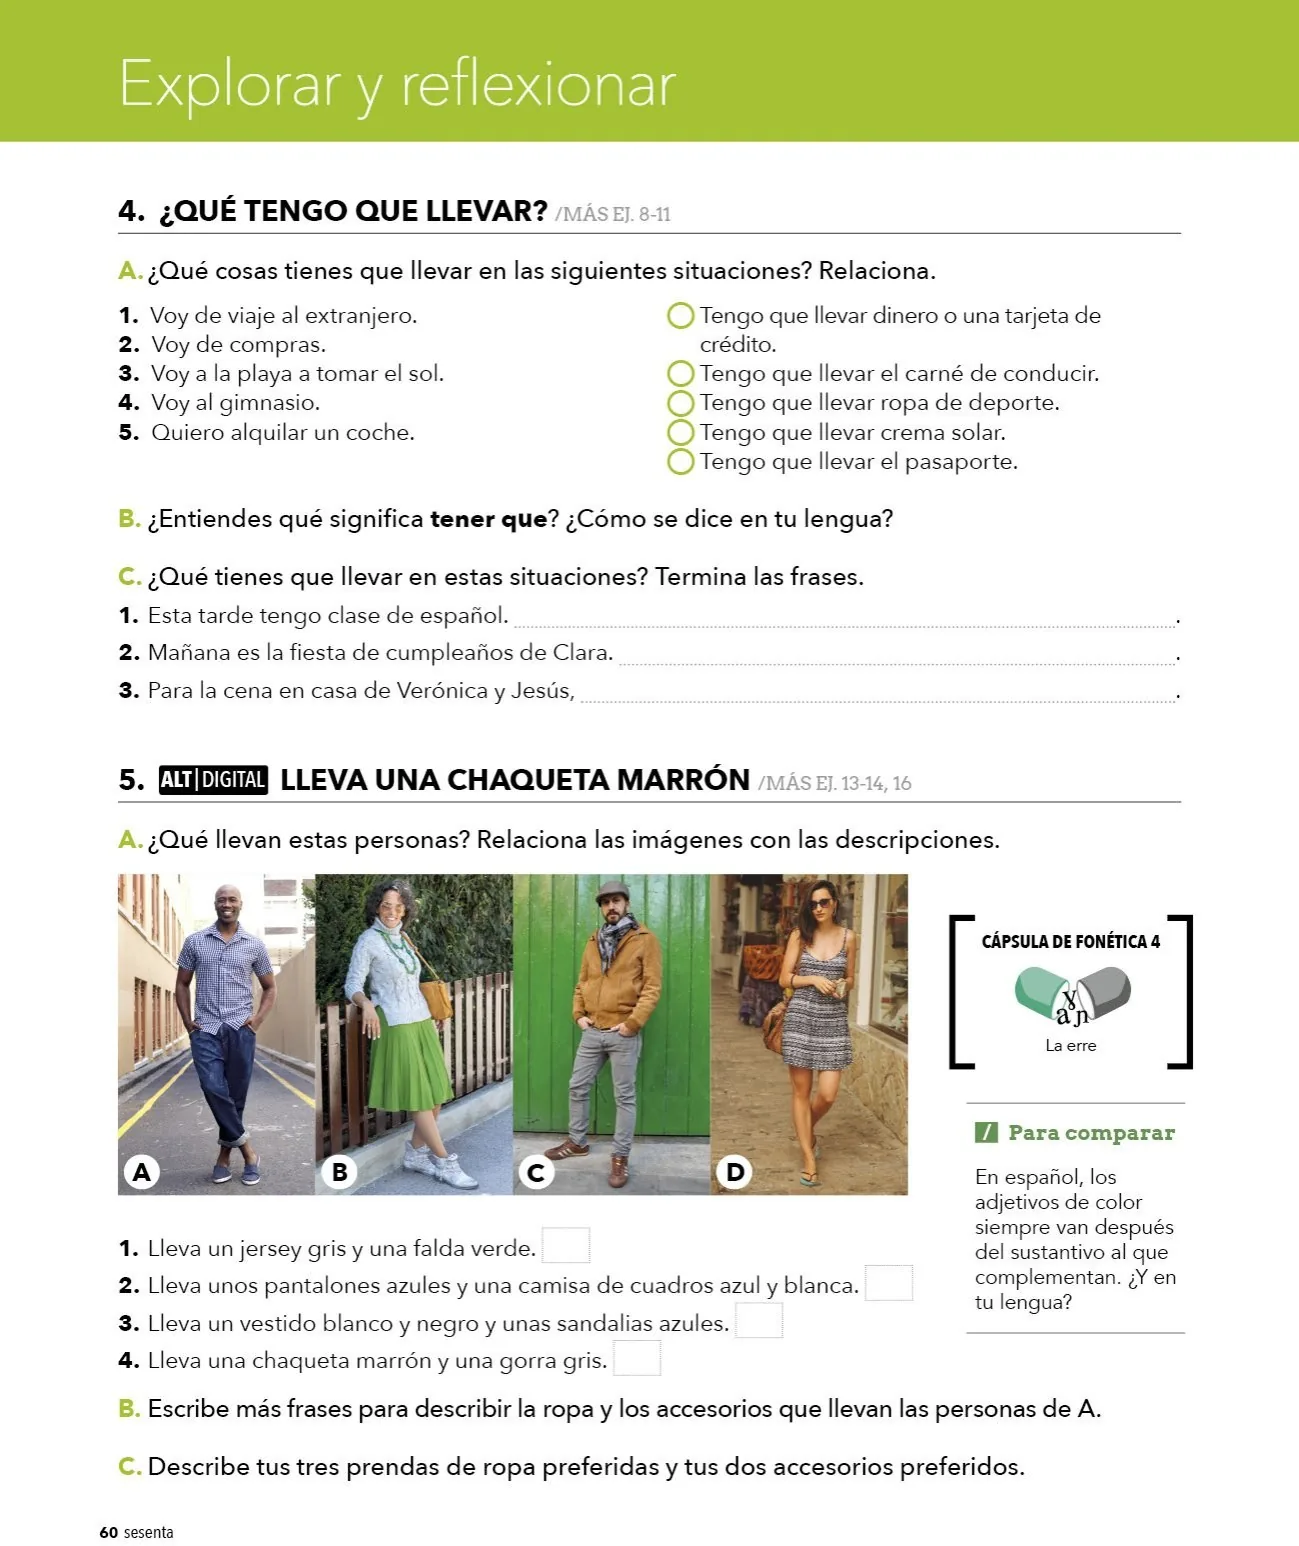 Explorar y reflexionar
4. ¿QUÉ TENGO QUE LLEVAR? /MÁS EJ. 8-11
A. ¿Qué cosas tienes que llevar en las siguientes situaciones? Relaciona.
1. Voy de viaje al extranjero.
2. Voy de compras.
3. Voy a la playa a tomar el sol.
4. Voy al gimnasio.
5. Quiero alquilar un coche.
Tengo que llevar dinero o una tarjeta de
crédito.
Tengo que llevar el carné de conducir.
Tengo que llevar ropa de deporte.
Tengo que llevar crema solar.
Tengo que llevar el pasaporte.
B. ¿Entiendes qué significa tener que? ¿Cómo se dice en tu lengua?
C. ¿Qué tienes que llevar en estas situaciones? Termina las frases.
1. Esta tarde tengo clase de español. .
2. Mañana es la fiesta de cumpleaños de Clara. .
3. Para la cena en casa de Verónica y Jesús, .
5. ALT|DIGITAL LLEVA UNA CHAQUETA MARRÓN /MÁS EJ. 13-14, 16
A. ¿Qué llevan estas personas? Relaciona las imágenes con las descripciones.
A
B
C
D
1. Lleva un jersey gris y una falda verde.
2. Lleva unos pantalones azules y una camisa de cuadros azul y blanca.
3. Lleva un vestido blanco y negro y unas sandalias azules.
4. Lleva una chaqueta marrón y una gorra gris.
B. Escribe más frases para describir la ropa y los accesorios que llevan las personas de A.
C. Describe tus tres prendas de ropa preferidas y tus dos accesorios preferidos.
CÁPSULA DE FONÉTICA 4
La erre
/ Para comparar
En español, los
adjetivos de color
siempre van después
del sustantivo al que
complementan. ¿Y en
tu lengua?
60 sesenta